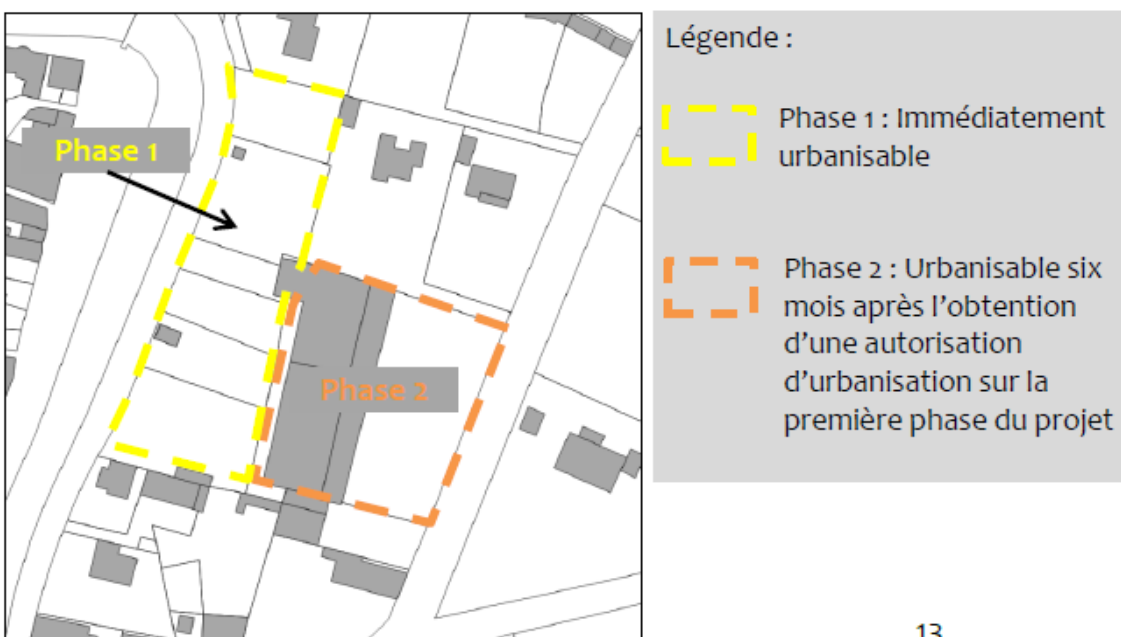 Phase 1
Phase 2
Légende :
Phase 1 : Immédiatement
urbanisable
Phase 2 : Urbanisable six
mois après l’obtention
d’une autorisation
d’urbanisation sur la
première phase du projet
13